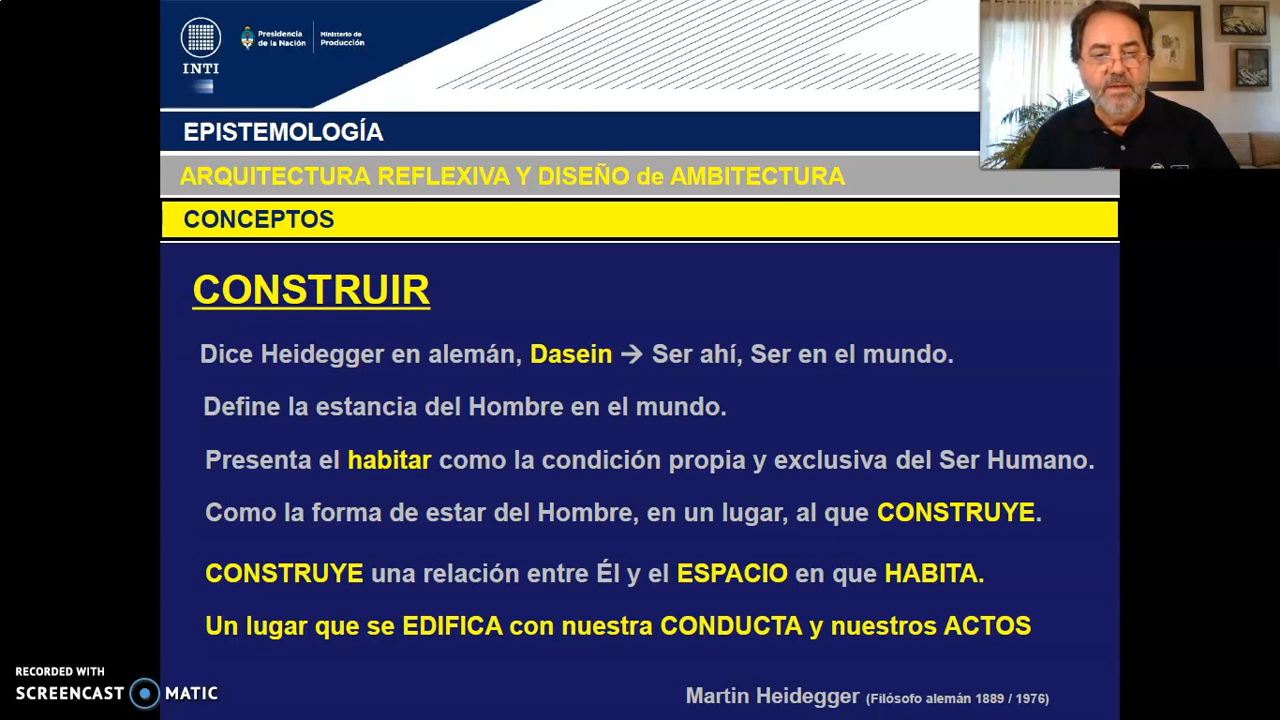 INTI
Presidencia
de la Nación
Ministerio de
Producción
EPISTEMOLOGÍA
ARQUITECTURA REFLEXIVA Y DISEÑO de AMBITECTURA
CONCEPTOS
CONSTRUIR
Dice Heidegger en alemán, Dasein → Ser ahí, Ser en el mundo.
Define la estancia del Hombre en el mundo.
Presenta el habitar como la condición propia y exclusiva del Ser Humano.
Como la forma de estar del Hombre, en un lugar, al que CONSTRUYE.
CONSTRUYE una relación entre Él y el ESPACIO en que HABITA.
Un lugar que se EDIFICA con nuestra CONDUCTA y nuestros ACTOS
Martin Heidegger (Filósofo alemán 1889 / 1976)
RECORDED WITH
SCREENCAST MATIC